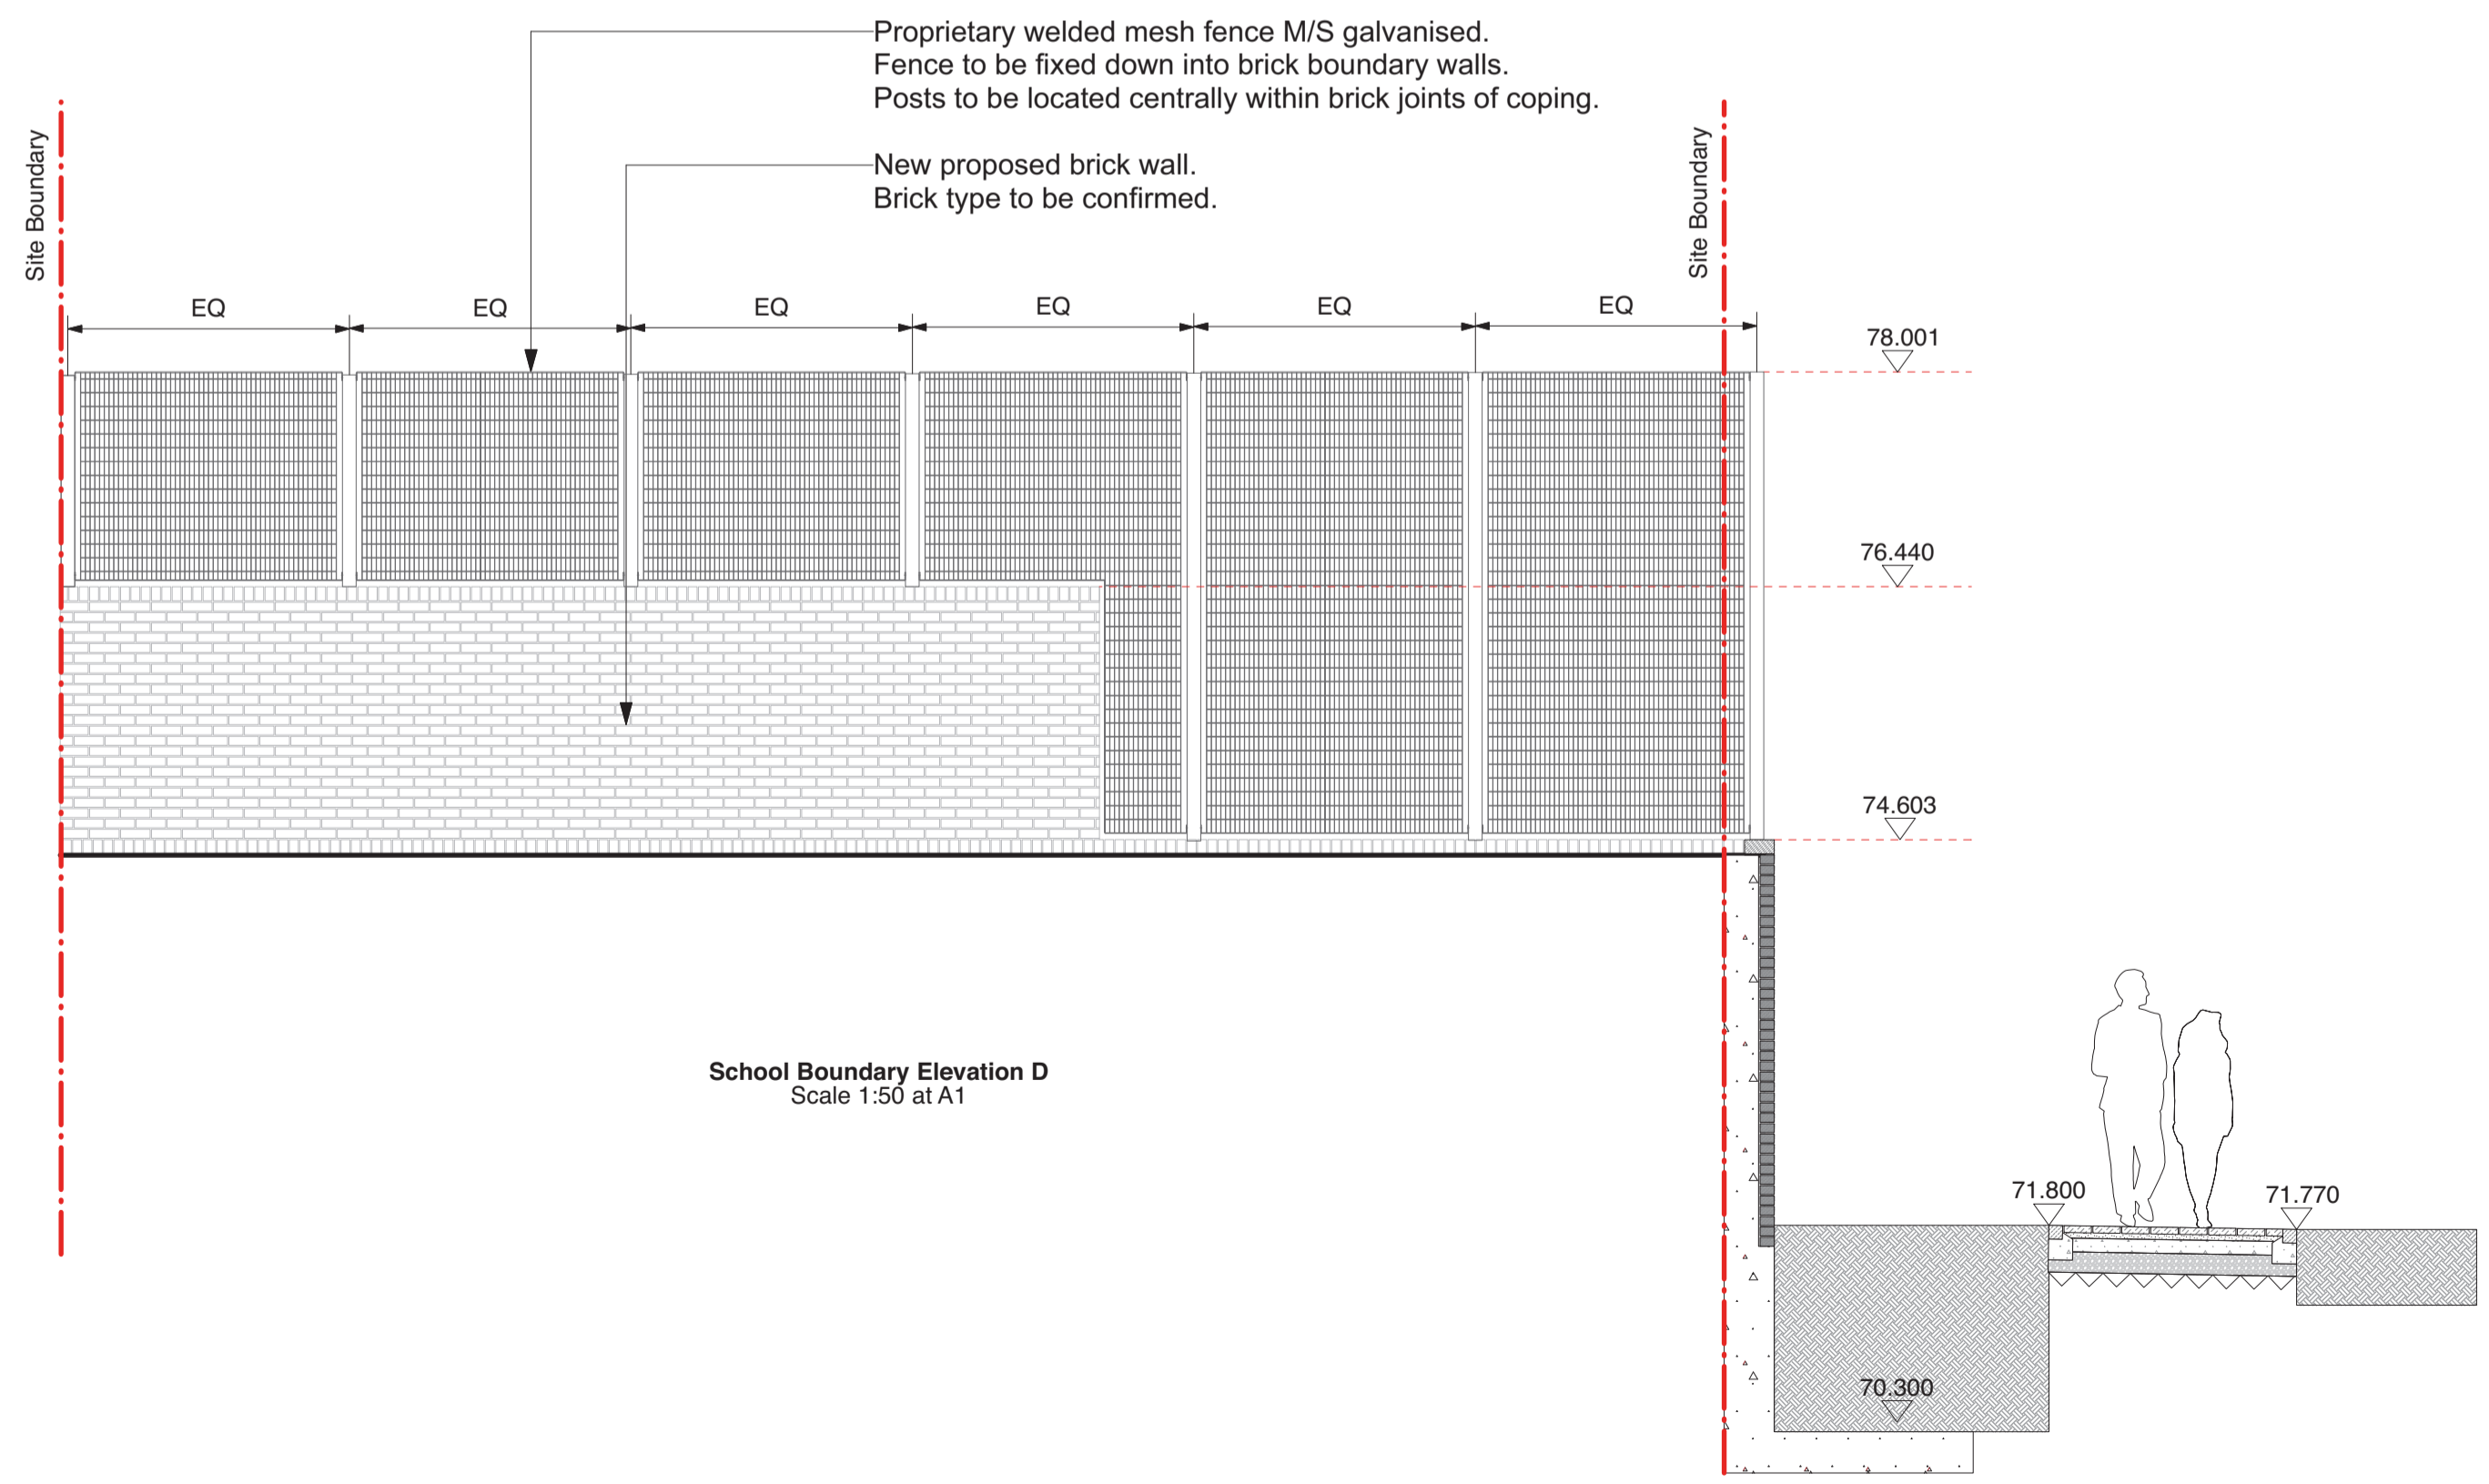 Proprietary welded mesh fence M/S galvanised.
Fence to be fixed down into brick boundary walls.
Posts to be located centrally within brick joints of coping.
Site Boundary
Site Boundary
New proposed brick wall.
Brick type to be confirmed.
EQ
EQ
EQ
EQ
EQ
EQ
78.001
76.440
74.603
School Boundary Elevation D
Scale 1:50 at A1
71.800
71.770
70.300